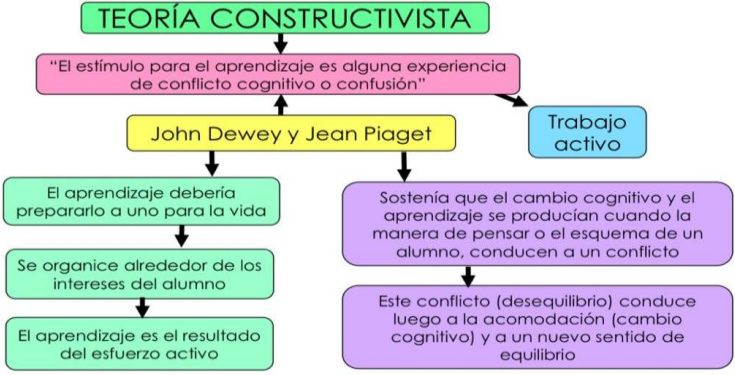 TEORÍA CONSTRUCTIVISTA
“El estímulo para el aprendizaje es alguna experiencia
de conflicto cognitivo o confusión”
John Dewey y Jean Piaget
Trabajo
activo
El aprendizaje debería
prepararlo a uno para la vida
Se organice alrededor de los
intereses del alumno
El aprendizaje es el resultado
del esfuerzo activo
Sostenía que el cambio cognitivo y el
aprendizaje se producían cuando la
manera de pensar o el esquema de un
alumno, conducen a un conflicto
Este conflicto (desequilibrio) conduce
luego a la acomodación (cambio
cognitivo) y a un nuevo sentido de
equilibrio